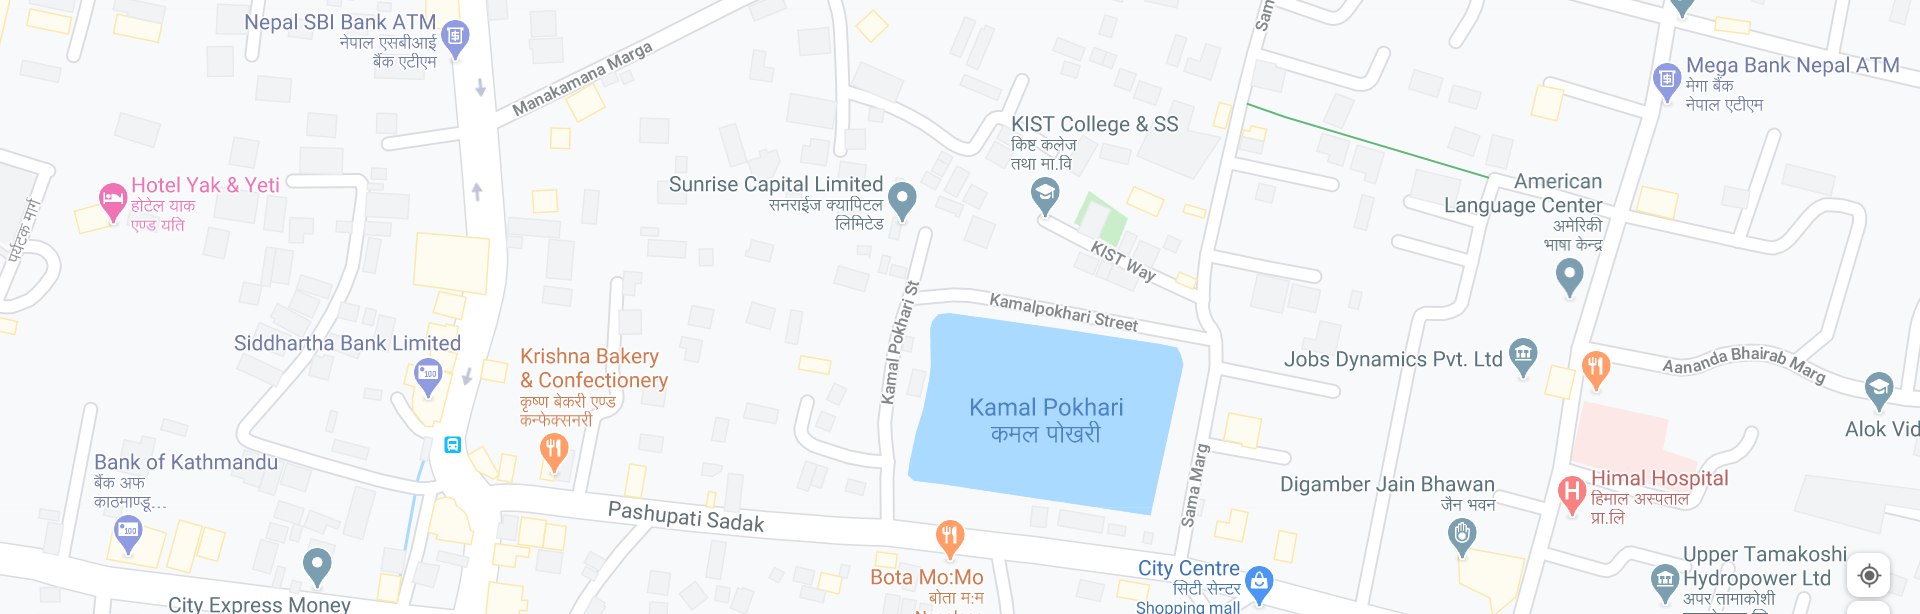 Nepal SBI Bank ATM
नेपाल एसबीआई
बैंक एटीएम
Manakamana Marga
Sam
Mega Bank Nepal ATM
मेगा बैंक
नेपाल एटीएम
KIST College & SS
किष्ट कलेज
तथा मा.वि
Hotel Yak & Yeti
होटेल याक
एण्ड यति
पर्यटक मार्ग
Sunrise Capital Limited
सनराईज क्यापिटल
लिमिटेड
American
Language Center
अमेरिकी
भाषा केन्द्र
KIST Way
Kamalpokhari Street
Kamal Pokhari St
Siddhartha Bank Limited
Krishna Bakery
& Confectionery
कृष्ण बेकरी एण्ड
कन्फेक्सनरी
Jobs Dynamics Pvt. Ltd
Aananda Bhairab Marg
Kamal Pokhari
कमल पोखरी
Alok Vid
Bank of Kathmandu
बैंक अफ
काठमाण्डू...
Sama Marg
Digamber Jain Bhawan
जैन भवन
Himal Hospital
हिमाल अस्पताल
प्रा.लि
Pashupati Sadak
Bota Mo:Mo
बोता म:म
City Centre
सिटी सेन्टर
Shopping mall
Upper Tamakoshi
Hydropower Ltd
अपर तामाकोशी
City Express Money